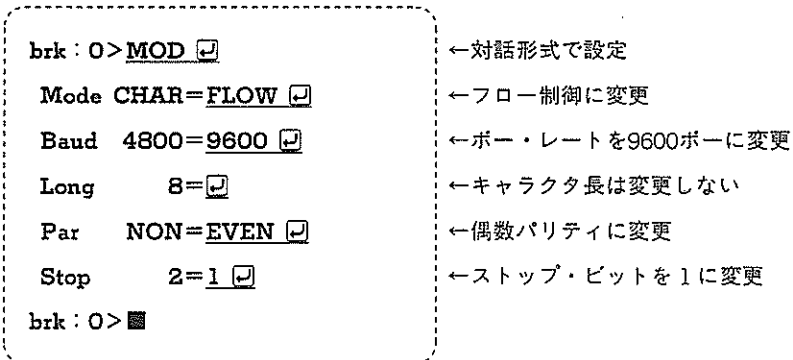 brk：0>MOD ↵ ←対話形式で設定
Mode CHAR=FLOW ↵ ←フロー制御に変更
Baud 4800=9600 ↵ ←ボー・レートを9600ボーに変更
Long 8=↵ ←キャラクタ長は変更しない
Par NON=EVEN ↵ ←偶数パリティに変更
Stop 2=1 ↵ ←ストップ・ビットを1に変更
brk：0>■